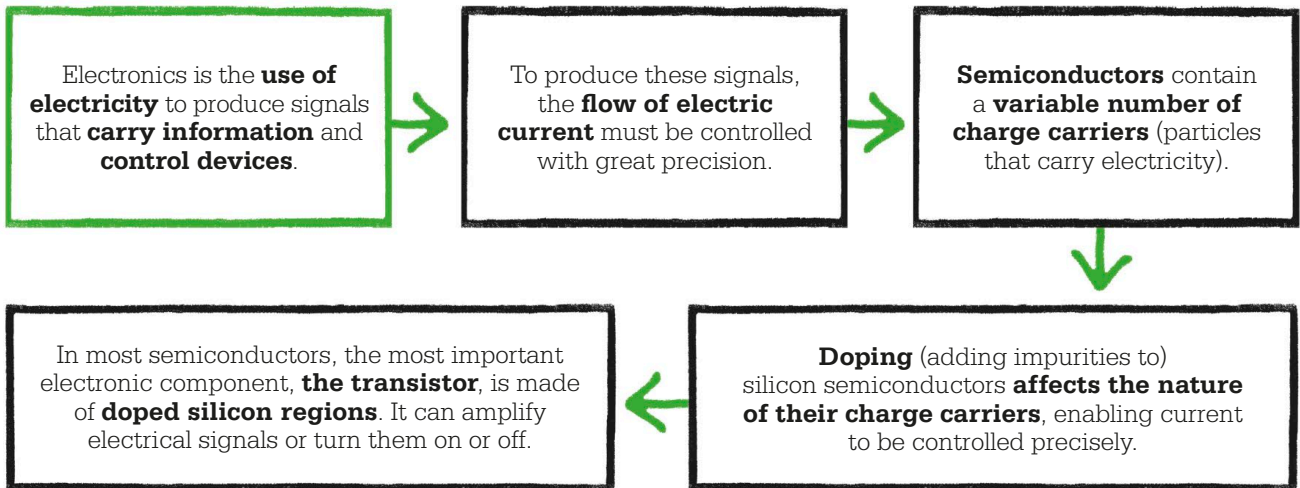 Electronics is the use of
electricity to produce signals
that carry information and
control devices.
To produce these signals,
the flow of electric
current must be controlled
with great precision.
Semiconductors contain
a variable number of
charge carriers (particles
that carry electricity).
Doping (adding impurities to)
silicon semiconductors affects the nature
of their charge carriers, enabling current
to be controlled precisely.
In most semiconductors, the most important
electronic component, the transistor, is made
of doped silicon regions. It can amplify
electrical signals or turn them on or off.